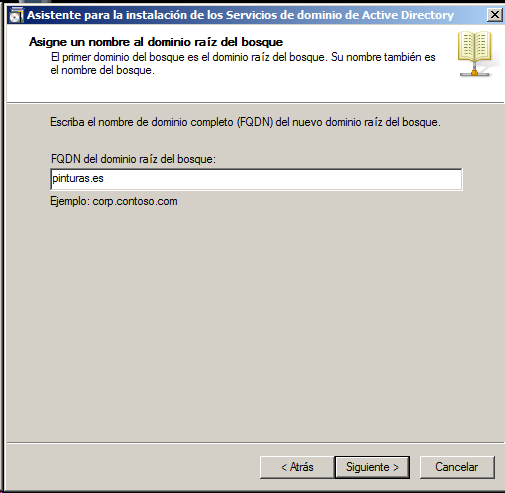 Asistente para la instalación de los Servicios de dominio de Active Directory
Asigne un nombre al dominio raíz del bosque
El primer dominio del bosque es el dominio raíz del bosque. Su nombre también es
el nombre del bosque.
Escriba el nombre de dominio completo (FQDN) del nuevo dominio raíz del bosque.
FQDN del dominio raíz del bosque:
pinturas.es
Ejemplo: corp.contoso.com
< Atrás
Siguiente >
Cancelar